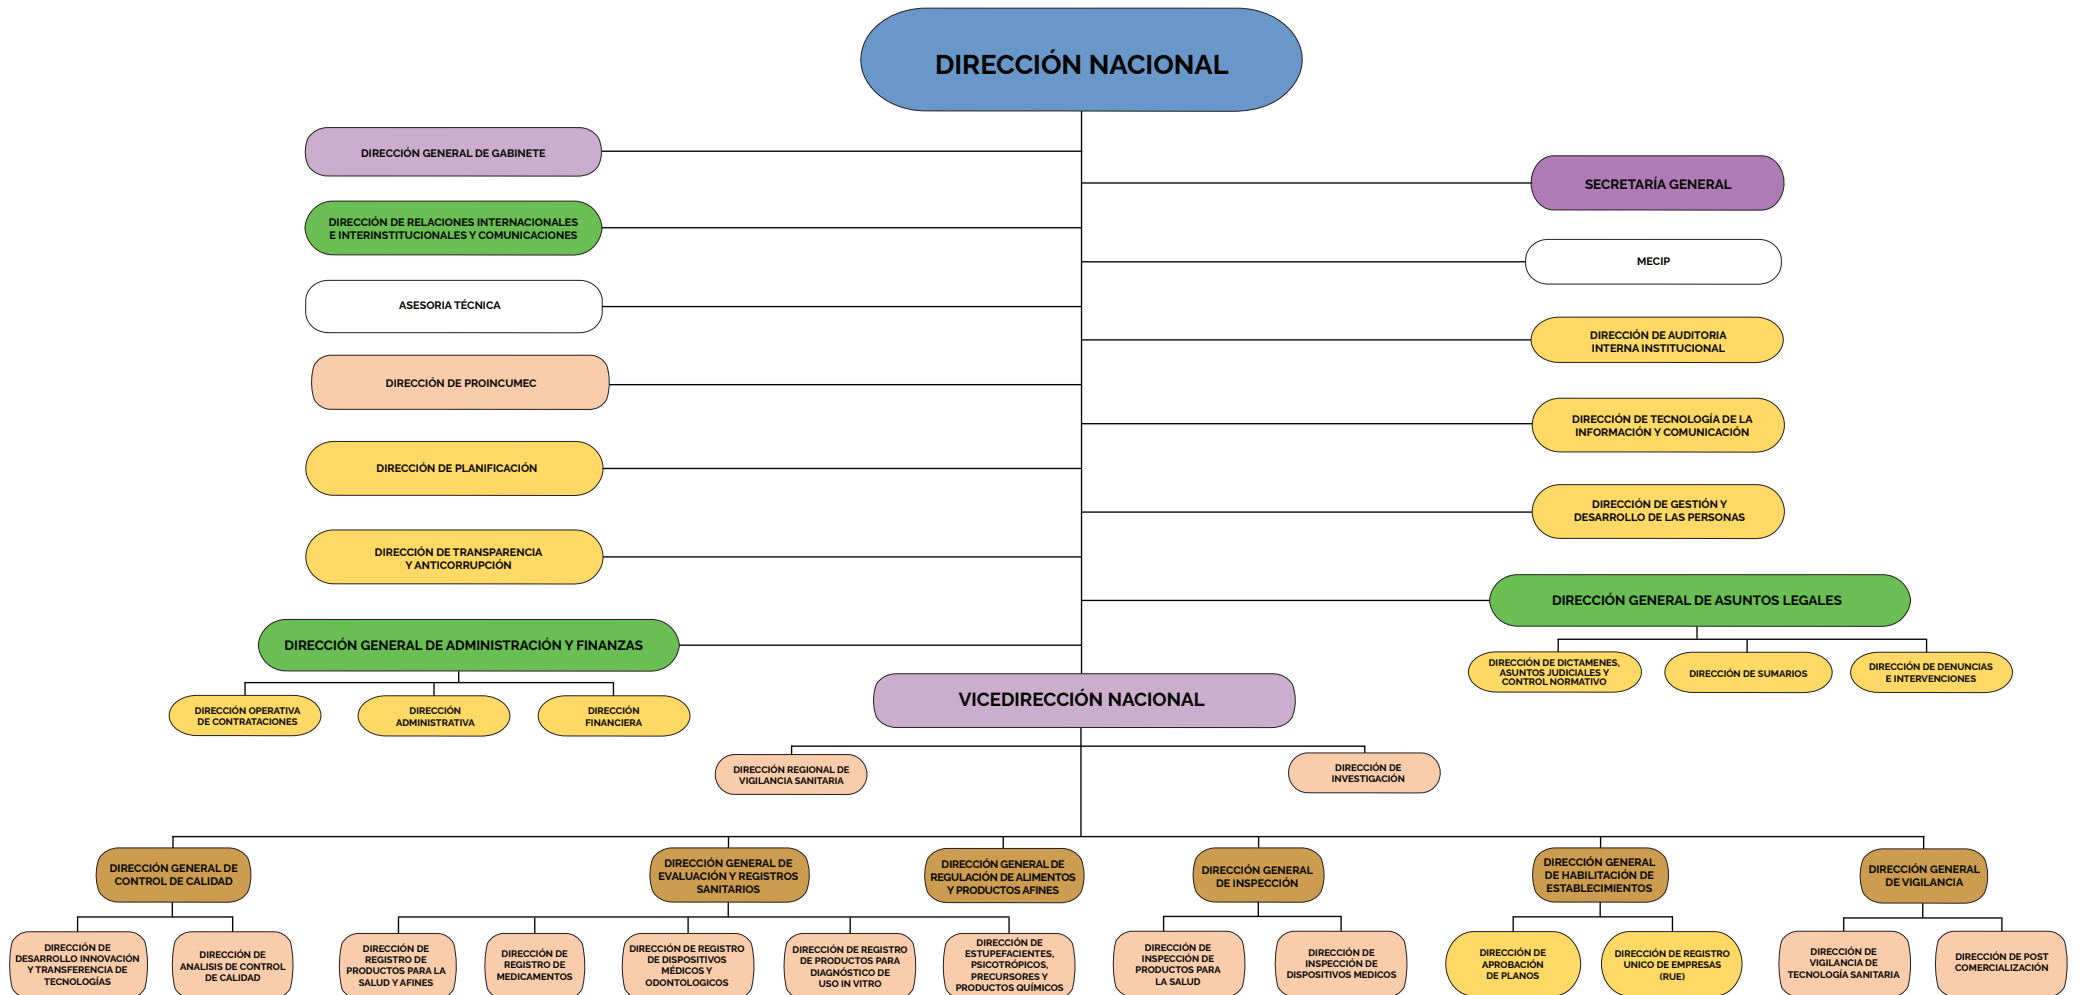 DIRECCIÓN NACIONAL
DIRECCIÓN GENERAL DE GABINETE
SECRETARÍA GENERAL
DIRECCIÓN DE RELACIONES INTERNACIONALES
E INTERINSTITUCIONALES Y COMUNICACIONES
MECIP
ASESORIA TÉCNICA
DIRECCIÓN DE AUDITORIA
INTERNA INSTITUCIONAL
DIRECCIÓN DE PROINCUMEC
DIRECCIÓN DE TECNOLOGÍA DE LA
INFORMACIÓN Y COMUNICACIÓN
DIRECCIÓN DE PLANIFICACIÓN
DIRECCIÓN DE GESTIÓN Y
DESARROLLO DE LAS PERSONAS
DIRECCIÓN DE TRANSPARENCIA
Y ANTICORRUPCIÓN
DIRECCIÓN GENERAL DE ASUNTOS LEGALES
DIRECCIÓN GENERAL DE ADMINISTRACIÓN Y FINANZAS
DIRECCIÓN DE DICTAMENES,
ASUNTOS JUDICIALES Y
CONTROL NORMATIVO
DIRECCIÓN DE SUMARIOS
DIRECCIÓN DE DENUNCIAS
E INTERVENCIONES
DIRECCIÓN OPERATIVA
DE CONTRATACIONES
DIRECCIÓN
ADMINISTRATIVA
DIRECCIÓN
FINANCIERA
VICEDIRECCIÓN NACIONAL
DIRECCIÓN REGIONAL DE
VIGILANCIA SANITARIA
DIRECCIÓN DE
INVESTIGACIÓN
DIRECCIÓN GENERAL DE
CONTROL DE CALIDAD
DIRECCIÓN GENERAL DE
EVALUACIÓN Y REGISTROS
SANITARIOS
DIRECCIÓN GENERAL DE
REGULACIÓN DE ALIMENTOS
Y PRODUCTOS AFINES
DIRECCIÓN GENERAL
DE INSPECCIÓN
DIRECCIÓN GENERAL
DE HABILITACIÓN DE
ESTABLECIMIENTOS
DIRECCIÓN GENERAL
DE VIGILANCIA
DIRECCIÓN DE
DESARROLLO INNOVACIÓN
Y TRANSFERENCIA DE
TECNOLOGÍAS
DIRECCIÓN DE
ANALISIS DE CONTROL
DE CALIDAD
DIRECCIÓN DE
REGISTRO DE
PRODUCTOS PARA LA
SALUD Y AFINES
DIRECCIÓN DE
REGISTRO DE
MEDICAMENTOS
DIRECCIÓN DE REGISTRO
DE DISPOSITIVOS
MÉDICOS Y
ODONTOLOGICOS
DIRECCIÓN DE REGISTRO
DE PRODUCTOS PARA
DIAGNÓSTICO DE
USO IN VITRO
DIRECCIÓN DE
ESTUPEFACIENTES,
PSICOTRÓPICOS,
PRECURSORES Y
PRODUCTOS QUÍMICOS
DIRECCIÓN DE
INSPECCIÓN DE
PRODUCTOS PARA
LA SALUD
DIRECCIÓN DE
INSPECCIÓN DE
DISPOSITIVOS MEDICOS
DIRECCIÓN DE
APROBACIÓN
DE PLANOS
DIRECCIÓN DE REGISTRO
UNICO DE EMPRESAS
(RUE)
DIRECCIÓN DE
VIGILANCIA DE
TECNOLOGÍA SANITARIA
DIRECCIÓN DE POST
COMERCIALIZACIÓN